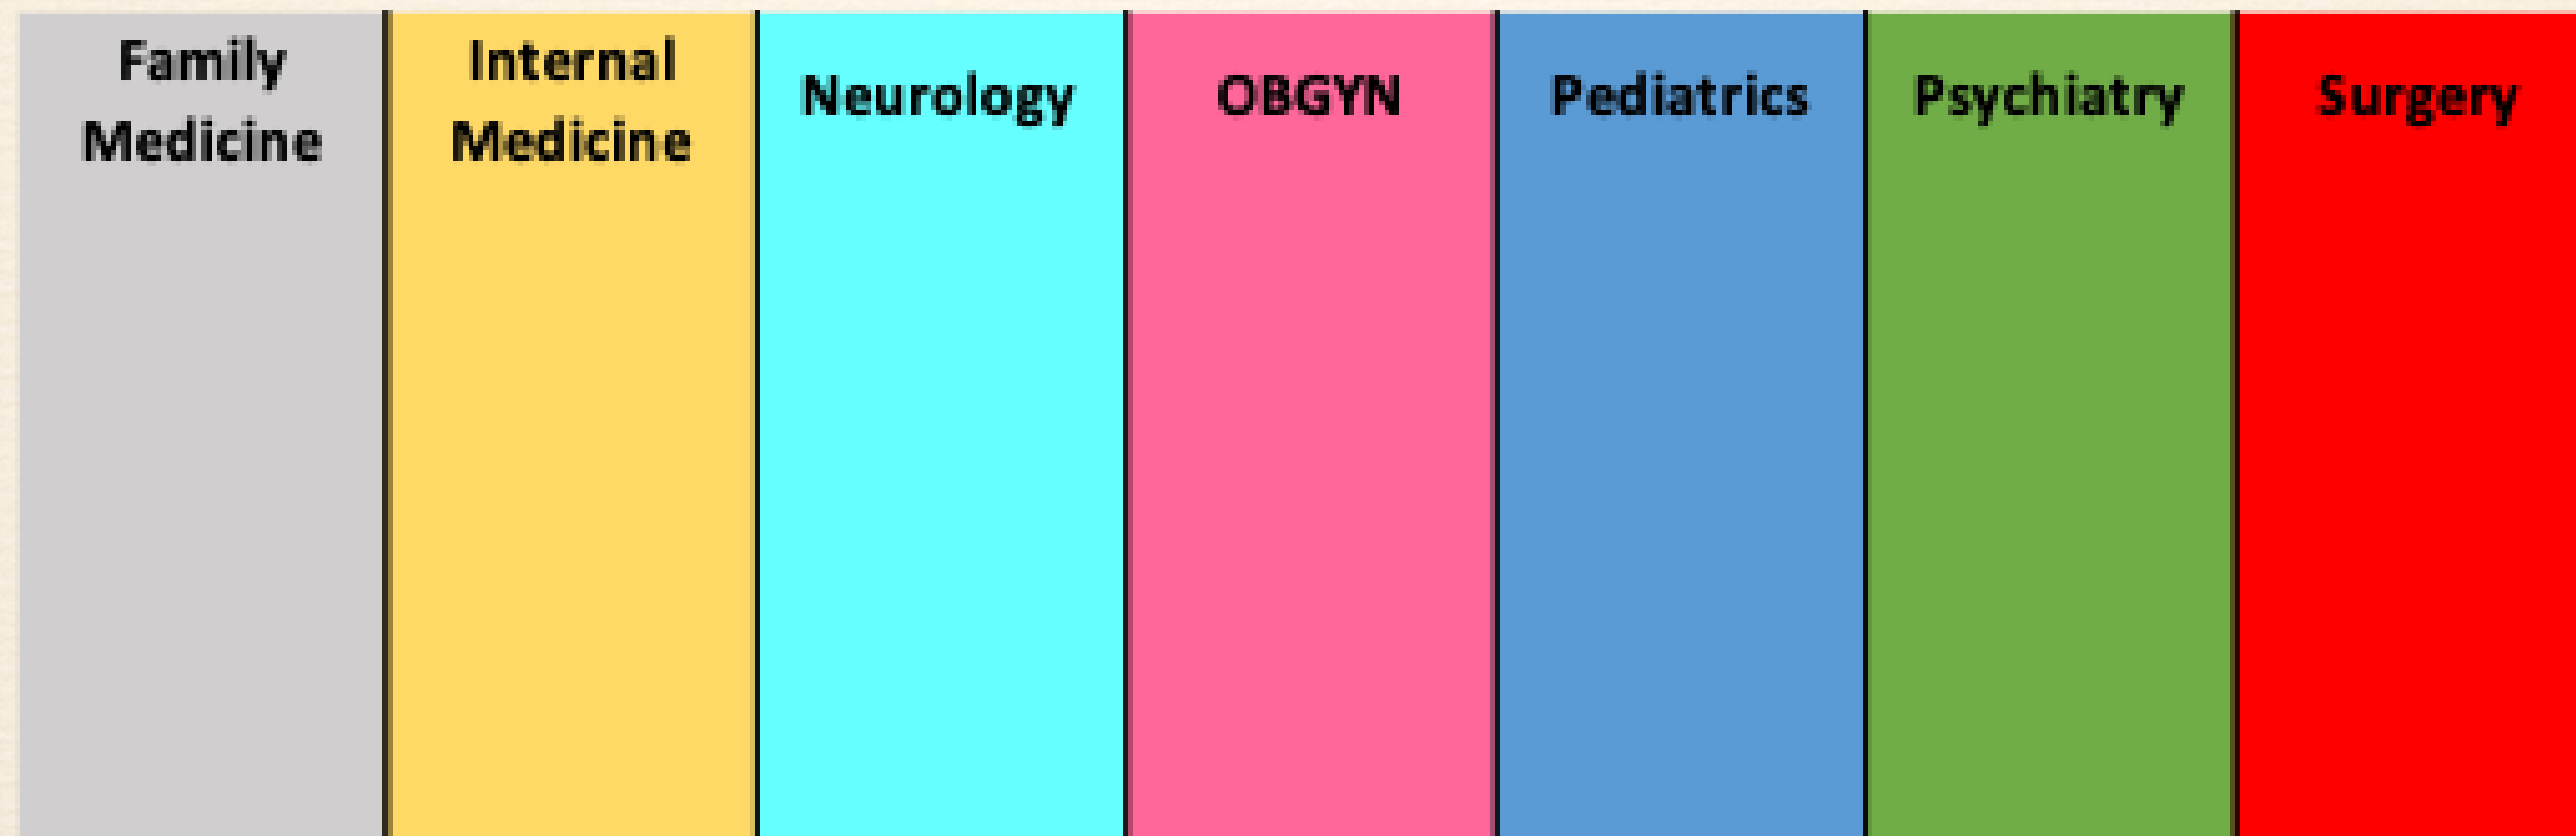 Family
Medicine
Internal
Medicine
Neurology
OBGYN
Pediatrics
Psychiatry
Surgery